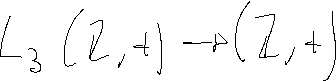 L_3 (Z,+) → (Z,+)